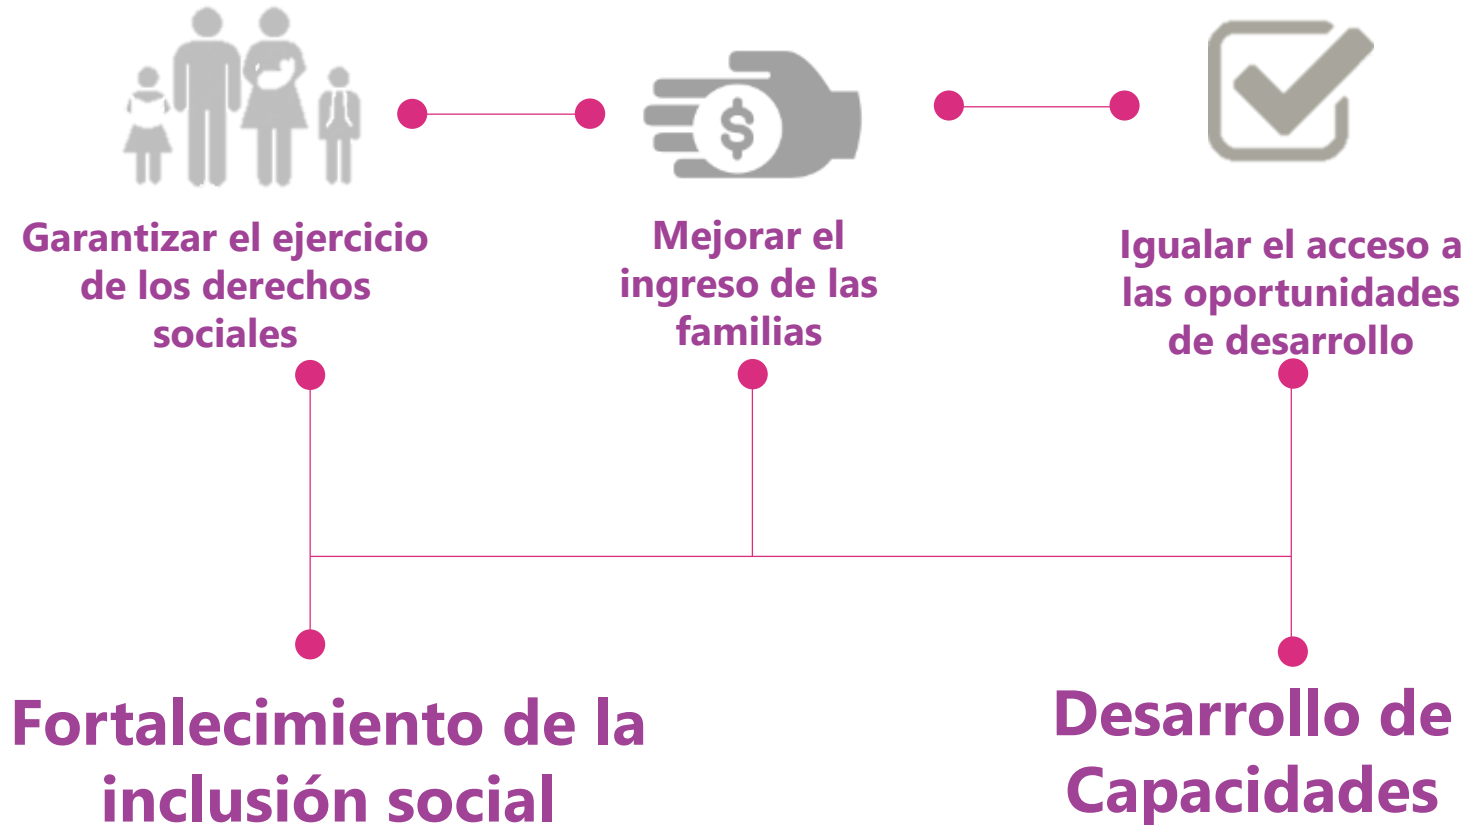 $
Garantizar el ejercicio
de los derechos
sociales
Mejorar el
ingreso de las
familias
Igualar el acceso a
las oportunidades
de desarrollo
Fortalecimiento de la
inclusión social
Desarrollo de
Capacidades